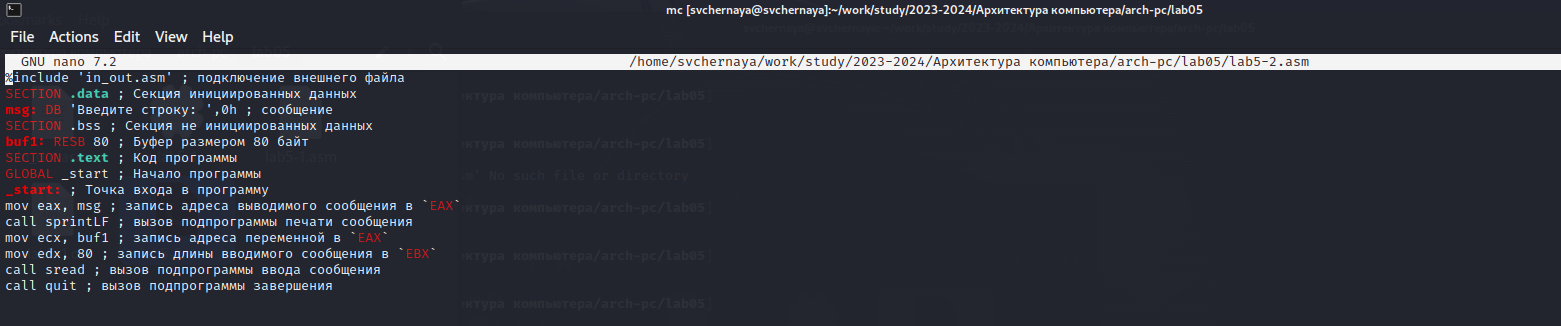 mc [svchernaya@svchernaya]:~/work/study/2023-2024/Архитектура компьютера/arch-pc/lab05
File Actions Edit View Help
GNU nano 7.2 /home/svchernaya/work/study/2023-2024/Архитектура компьютера/arch-pc/lab05/lab5-2.asm
%include 'in_out.asm' ; подключение внешнего файла
SECTION .data ; Секция инициированных данных
msg: DB 'Введите строку: ',0h ; сообщение
SECTION .bss ; Секция не инициированных данных
buf1: RESB 80 ; Буфер размером 80 байт
SECTION .text ; Код программы
GLOBAL _start ; Начало программы
_start: ; Точка входа в программу
mov eax, msg ; запись адреса выводимого сообщения в `EAX`
call sprintLF ; вызов подпрограммы печати сообщения
mov ecx, buf1 ; запись адреса переменной в `EAX`
mov edx, 80 ; запись длины вводимого сообщения в `EBX`
call sread ; вызов подпрограммы ввода сообщения
call quit ; вызов подпрограммы завершения